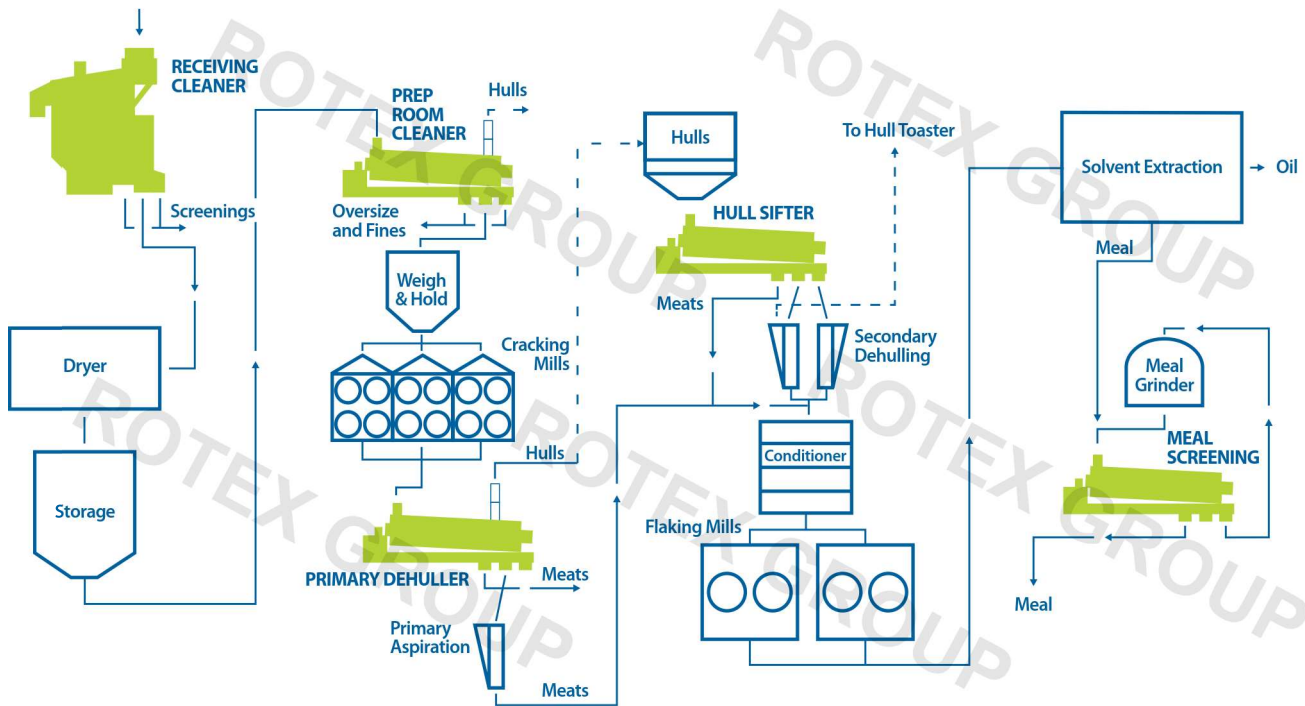 RECEIVING
CLEANER
Screenings
Dryer
Storage
PREP
ROOM
CLEANER
Hulls
Oversize
and Fines
Weigh
& Hold
Cracking
Mills
Hulls
PRIMARY DEHULLER
Meats
Primary
Aspiration
Meats
Hulls
To Hull Toaster
HULL SIFTER
Meats
Secondary
Dehulling
Conditioner
Flaking Mills
Solvent Extraction
Oil
Meal
Meal
Grinder
MEAL
SCREENING
Meal
ROTEX GROUP
ROTEX GROUP
ROTEX GROUP
ROTEX GROUP
ROTEX GROUP